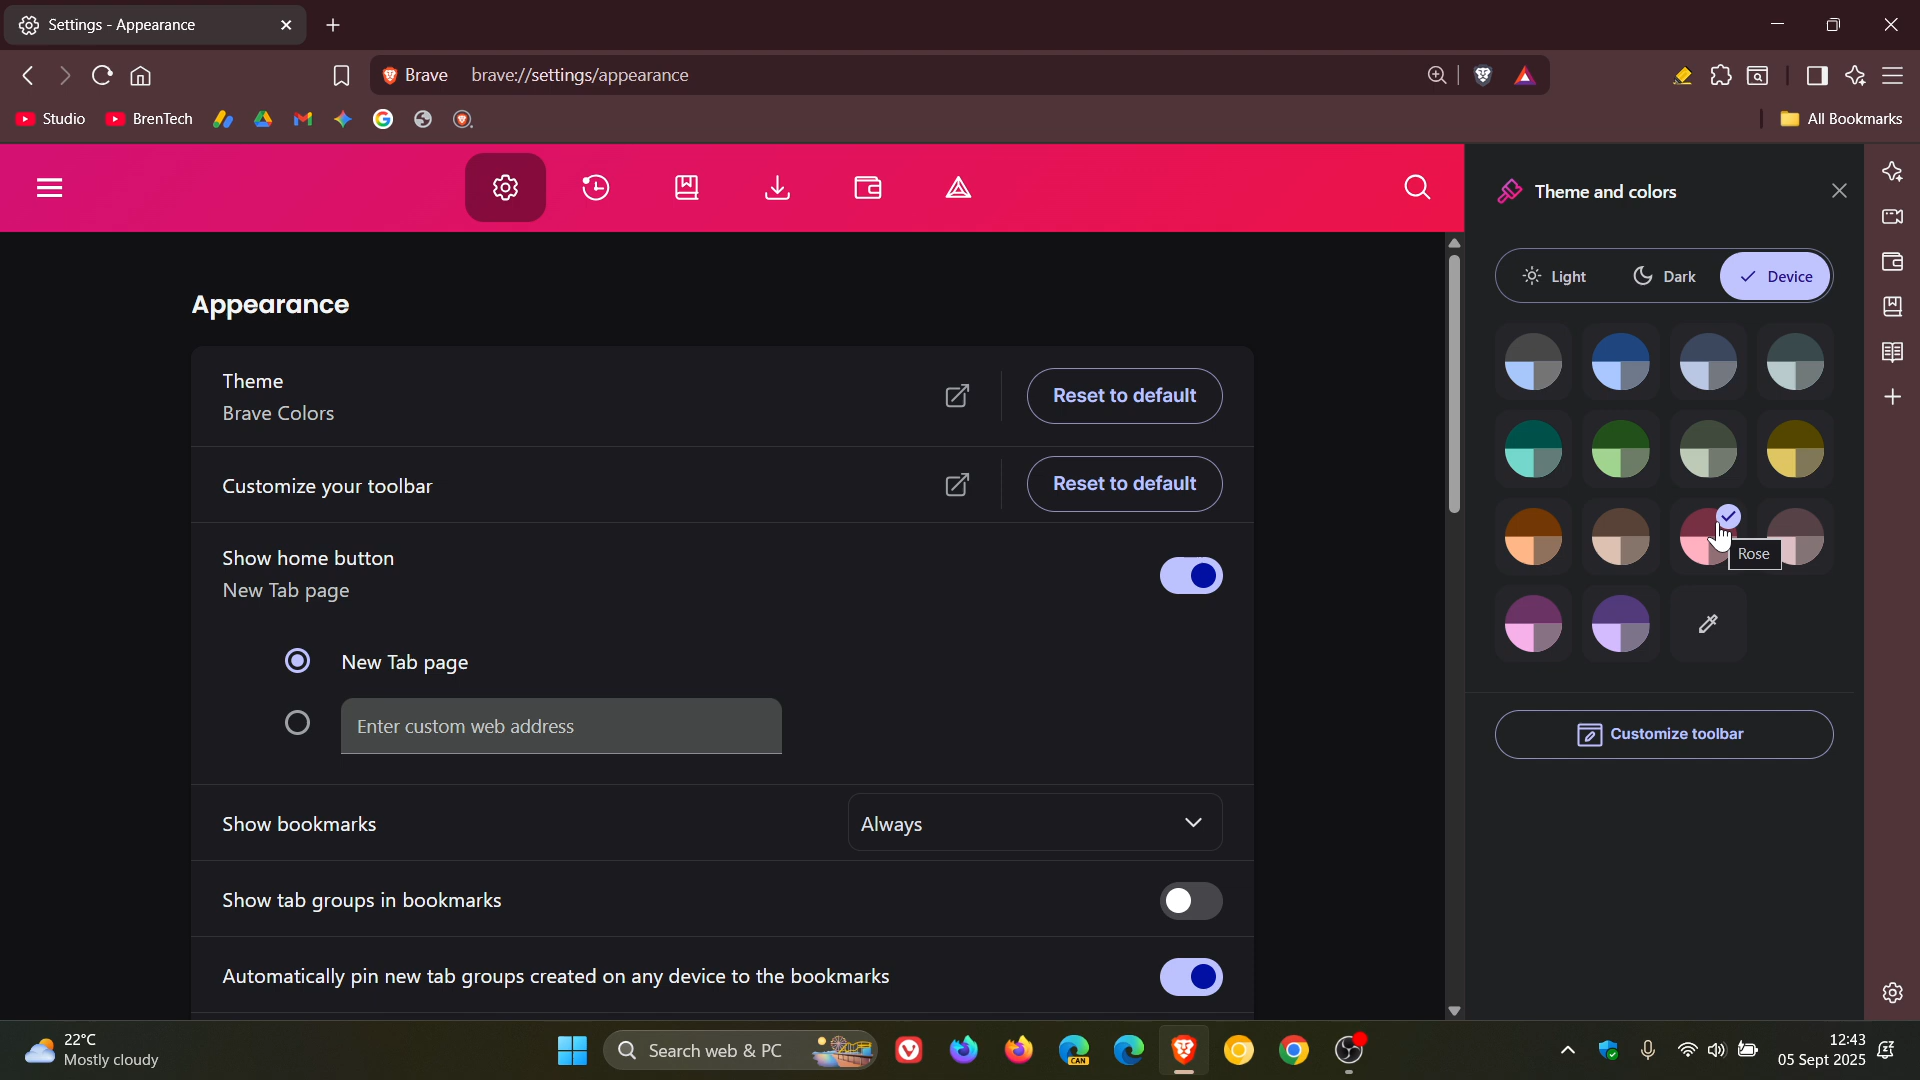 Settings - Appearance
Brave brave://settings/appearance
Studio BrenTech All Bookmarks
Theme and colors
Light Dark Device
Appearance
Theme
Brave Colors
Reset to default
Customize your toolbar
Reset to default
Show home button
New Tab page
New Tab page
Enter custom web address
Show bookmarks
Always
Show tab groups in bookmarks
Automatically pin new tab groups created on any device to the bookmarks
Rose
Customize toolbar
22°C
Mostly cloudy
Search web & PC
CAN
12:43
05 Sept 2025